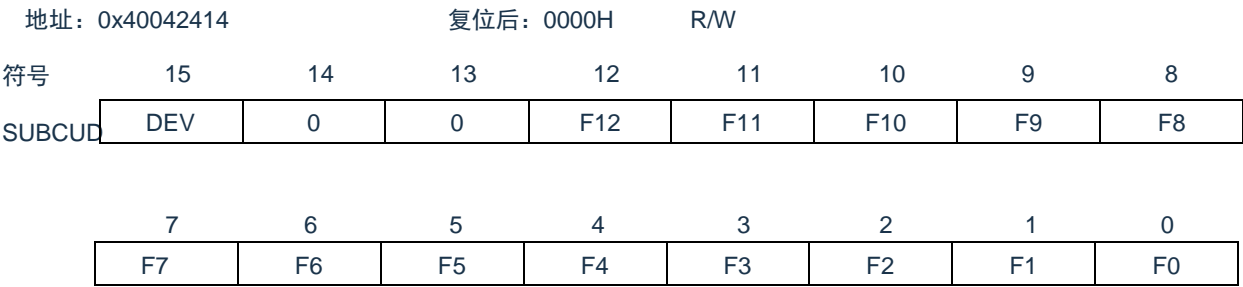 地址：0x40042414 复位后：0000H R/W
符号 15 14 13 12 11 10 9 8
SUBCUD DEV 0 0 F12 F11 F10 F9 F8
7 6 5 4 3 2 1 0
F7 F6 F5 F4 F3 F2 F1 F0